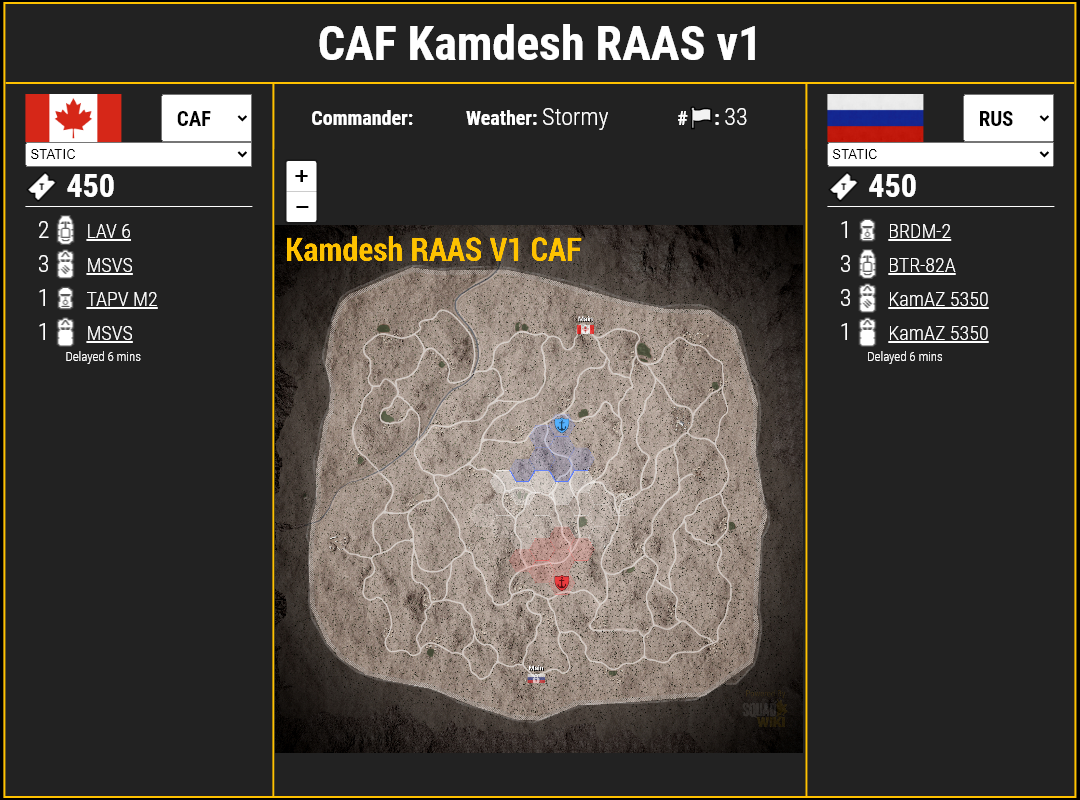 CAF Kamdesh RAAS v1
CAF
STATIC
450
2 LAV 6
3 MSVS
1 TAPV M2
1 MSVS
Delayed 6 mins
Commander: Weather: Stormy # : 33
+
−
Kamdesh RAAS V1 CAF
Main
Main
SQUAD
WIKI
RUS
STATIC
450
1 BRDM-2
3 BTR-82A
3 KamAZ 5350
1 KamAZ 5350
Delayed 6 mins